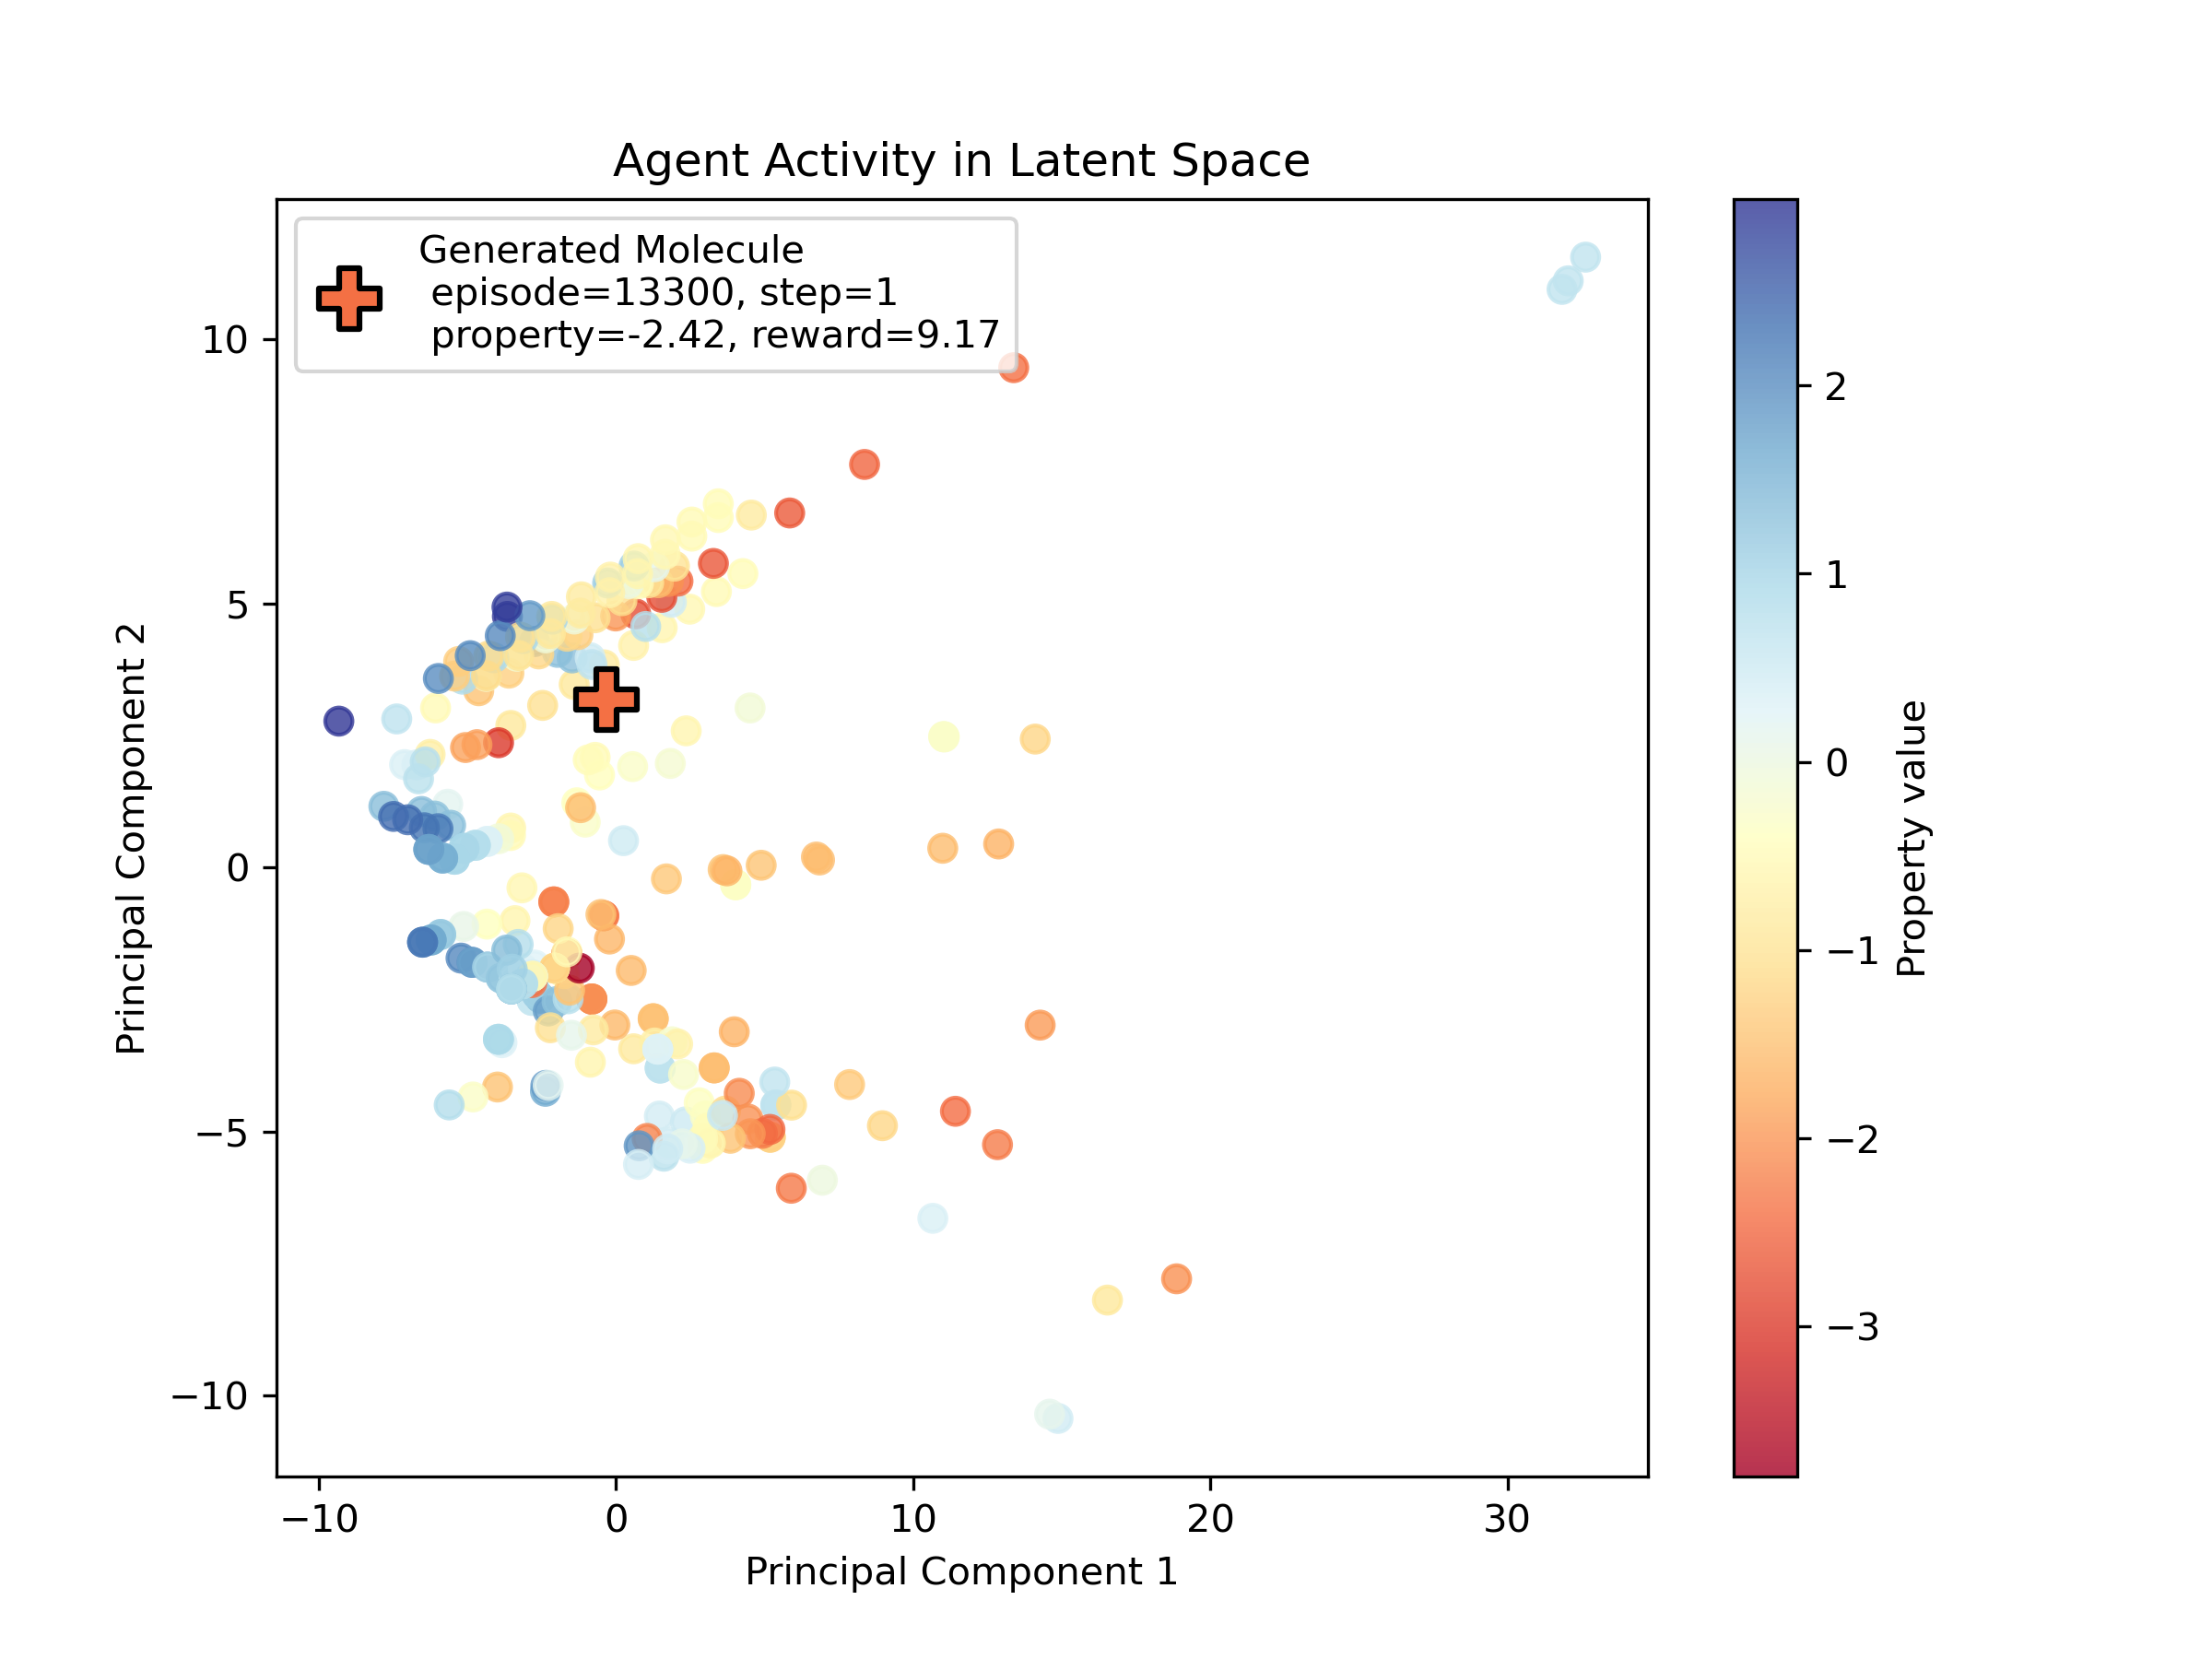 Agent Activity in Latent Space
Generated Molecule
episode=13300, step=1
property=-2.42, reward=9.17
10
5
0
−5
−10
Principal Component 2
−10
0
10
20
30
Principal Component 1
2
1
0
−1
−2
−3
Property value